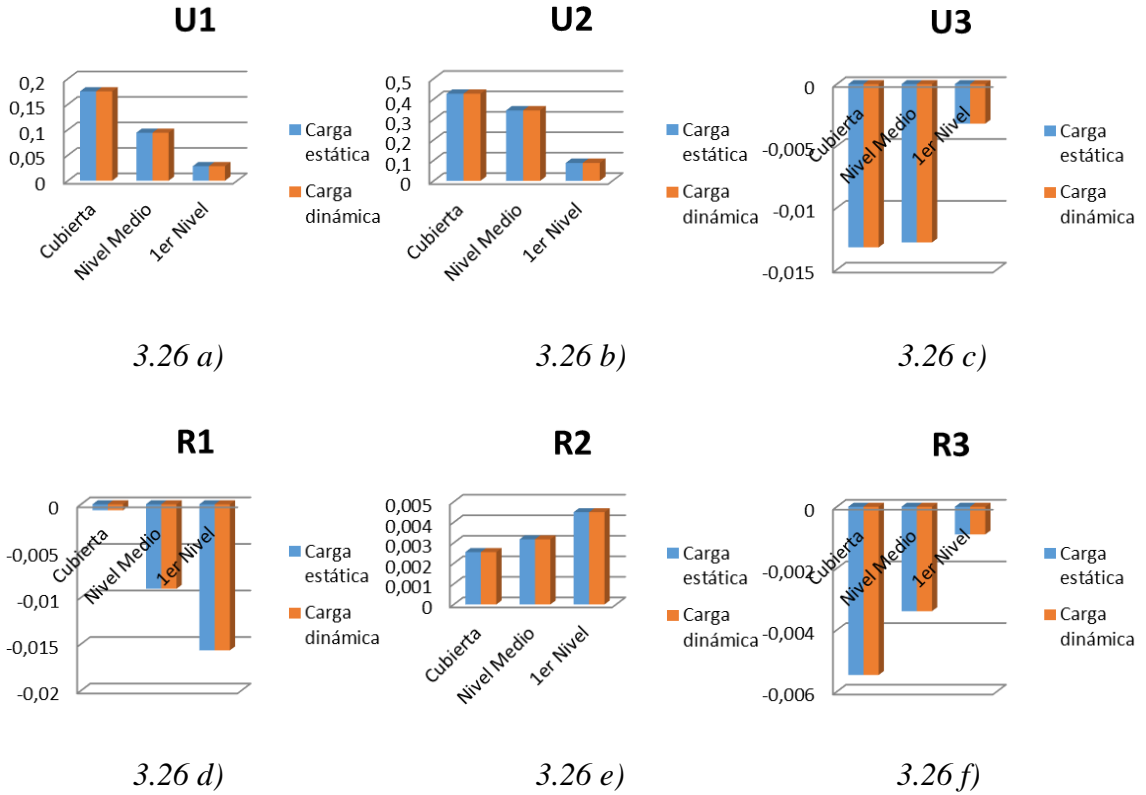 U1
0,2
0,15
0,1
0,05
0
Cubierta
Nivel Medio
1er Nivel
Carga
estática
Carga
dinámica
3.26 a)
U2
0,5
0,4
0,3
0,2
0,1
0
Cubierta
Nivel Medio
1er Nivel
Carga
estática
Carga
dinámica
3.26 b)
U3
0
-0,005
-0,01
-0,015
Cubierta
Nivel Medio
1er Nivel
Carga
estática
Carga
dinámica
3.26 c)
R1
0
-0,005
-0,01
-0,015
-0,02
Cubierta
Nivel Medio
1er Nivel
Carga
estática
Carga
dinámica
3.26 d)
R2
0,005
0,004
0,003
0,002
0,001
0
Cubierta
Nivel Medio
1er Nivel
Carga
estática
Carga
dinámica
3.26 e)
R3
0
-0,002
-0,004
-0,006
Cubierta
Nivel Medio
1er Nivel
Carga
estática
Carga
dinámica
3.26 f)